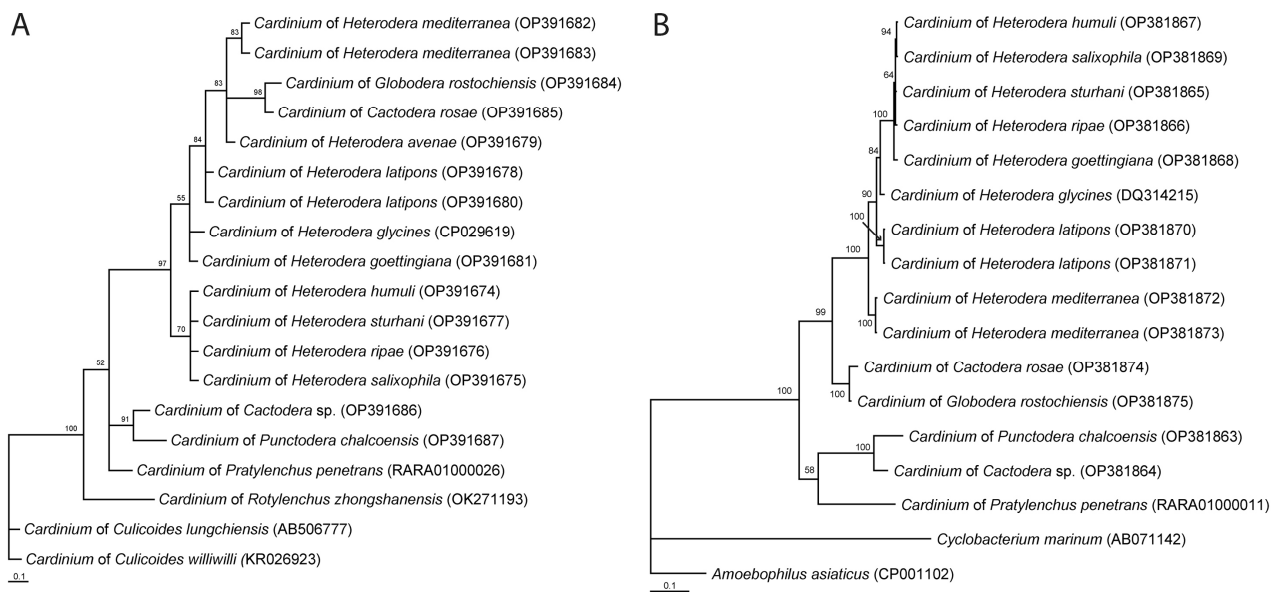 A
83
Cardinium of Heterodera mediterranea (OP391682)
Cardinium of Heterodera mediterranea (OP391683)
83
98
Cardinium of Globodera rostochiensis (OP391684)
Cardinium of Cactodera rosae (OP391685)
84
Cardinium of Heterodera avenae (OP391679)
Cardinium of Heterodera latipons (OP391678)
55
Cardinium of Heterodera latipons (OP391680)
Cardinium of Heterodera glycines (CP029619)
97
Cardinium of Heterodera goettingiana (OP391681)
Cardinium of Heterodera humuli (OP391674)
70
Cardinium of Heterodera sturhani (OP391677)
Cardinium of Heterodera ripae (OP391676)
52
Cardinium of Heterodera salixophila (OP391675)
91
Cardinium of Cactodera sp. (OP391686)
100
Cardinium of Punctodera chalcoensis (OP391687)
Cardinium of Pratylenchus penetrans (RARA01000026)
Cardinium of Rotylenchus zhongshanensis (OK271193)
Cardinium of Culicoides lungchiensis (AB506777)
Cardinium of Culicoides williwilli (KR026923)
0.1
B
94
Cardinium of Heterodera humuli (OP381867)
Cardinium of Heterodera salixophila (OP381869)
64
Cardinium of Heterodera sturhani (OP381865)
100
Cardinium of Heterodera ripae (OP381866)
84
Cardinium of Heterodera goettingiana (OP381868)
90
Cardinium of Heterodera glycines (DQ314215)
100
Cardinium of Heterodera latipons (OP381870)
100
Cardinium of Heterodera latipons (OP381871)
Cardinium of Heterodera mediterranea (OP381872)
100
Cardinium of Heterodera mediterranea (OP381873)
99
Cardinium of Cactodera rosae (OP381874)
100
Cardinium of Globodera rostochiensis (OP381875)
100
Cardinium of Punctodera chalcoensis (OP381863)
100
Cardinium of Cactodera sp. (OP381864)
58
Cardinium of Pratylenchus penetrans (RARA01000011)
Cyclobacterium marinum (AB071142)
Amoebophilus asiaticus (CP001102)
0.1